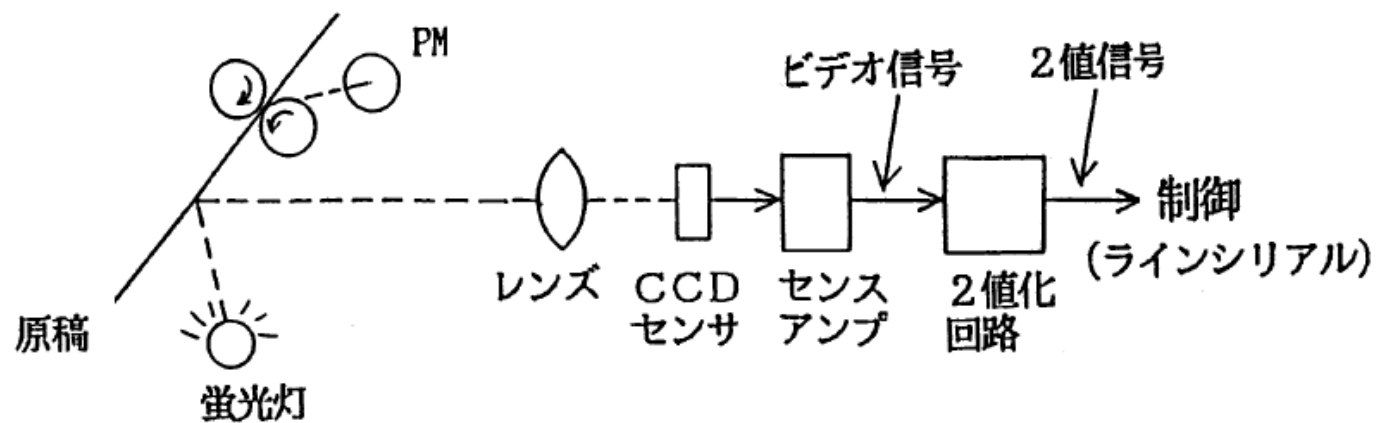 PM
ビデオ信号
2値信号
制御
(ラインシリアル)
レンズ
CCD
センサ
センス
アンプ
2値化
回路
原稿
蛍光灯